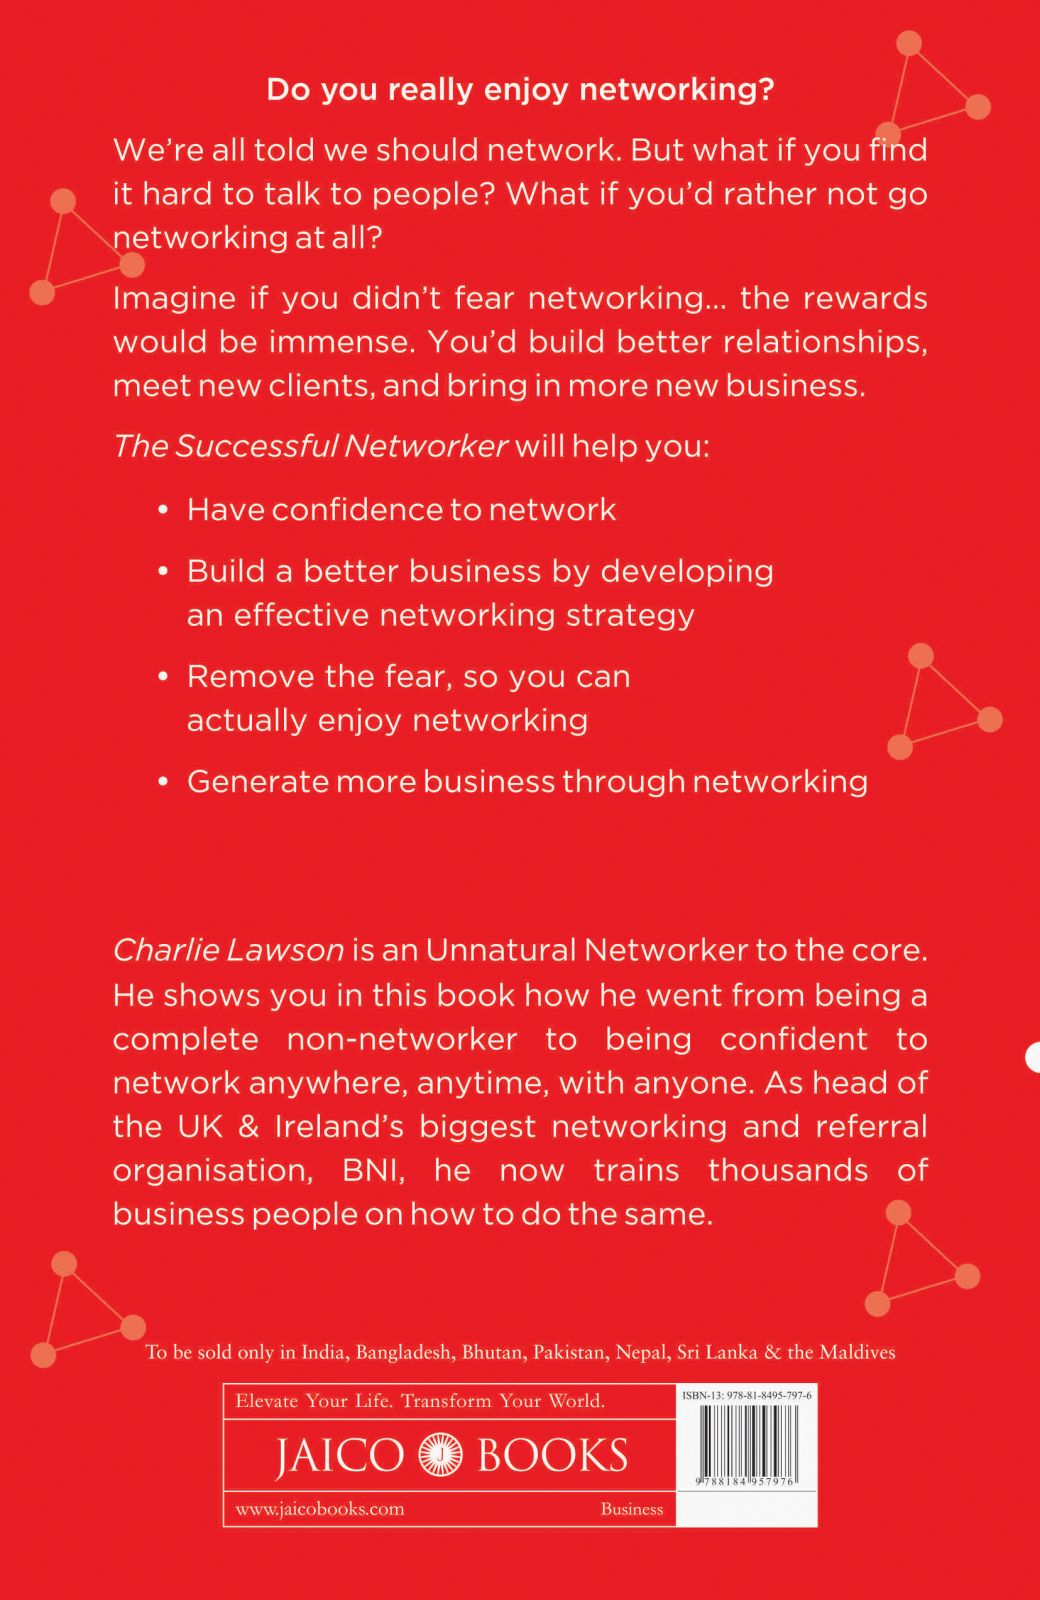 Do you really enjoy networking?
We're all told we should network. But what if you find
it hard to talk to people? What if you'd rather not go
networking at all?
Imagine if you didn't fear networking... the rewards
would be immense. You'd build better relationships,
meet new clients, and bring in more new business.
The Successful Networker will help you:
• Have confidence to network
• Build a better business by developing
an effective networking strategy
• Remove the fear, so you can
actually enjoy networking
• Generate more business through networking
Charlie Lawson is an Unnatural Networker to the core.
He shows you in this book how he went from being a
complete non-networker to being confident to
network anywhere, anytime, with anyone. As head of
the UK & Ireland's biggest networking and referral
organisation, BNI, he now trains thousands of
business people on how to do the same.
To be sold only in India, Bangladesh, Bhutan, Pakistan, Nepal, Sri Lanka & the Maldives
Elevate Your Life. Transform Your World.
ISBN-13: 978-81-8495-797-6
JAICO J BOOKS
9 788184 957976
www.jaicobooks.com Business